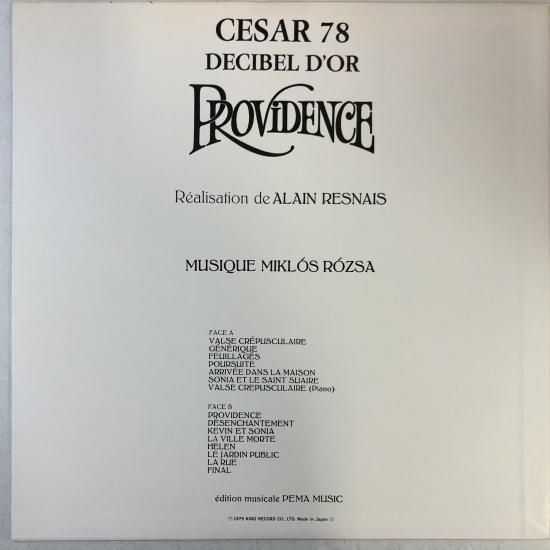 CESAR 78
DECIBEL D'OR
PROVIDENCE
Réalisation de ALAIN RESNAIS
MUSIQUE MIKLÓS RÓZSA
FACE A
VALSE CRÉPUSCULAIRE
GÉNÉRIQUE
FEUILLAGES
POURSUITE
ARRIVÉE DANS LA MAISON
SONIA ET LE SAINT SUAIRE
VALSE CREPUSCULAIRE (Piano)
FACE B
PROVIDENCE
DÉSENCHANTEMENT
KEVIN ET SONIA
LA VILLE MORTE
HELEN
LE JARDIN PUBLIC
LA RUE
FINAL
édition musicale PEMA MUSIC
Ⓟ 1979 KING RECORD CO., LTD. Made in Japan